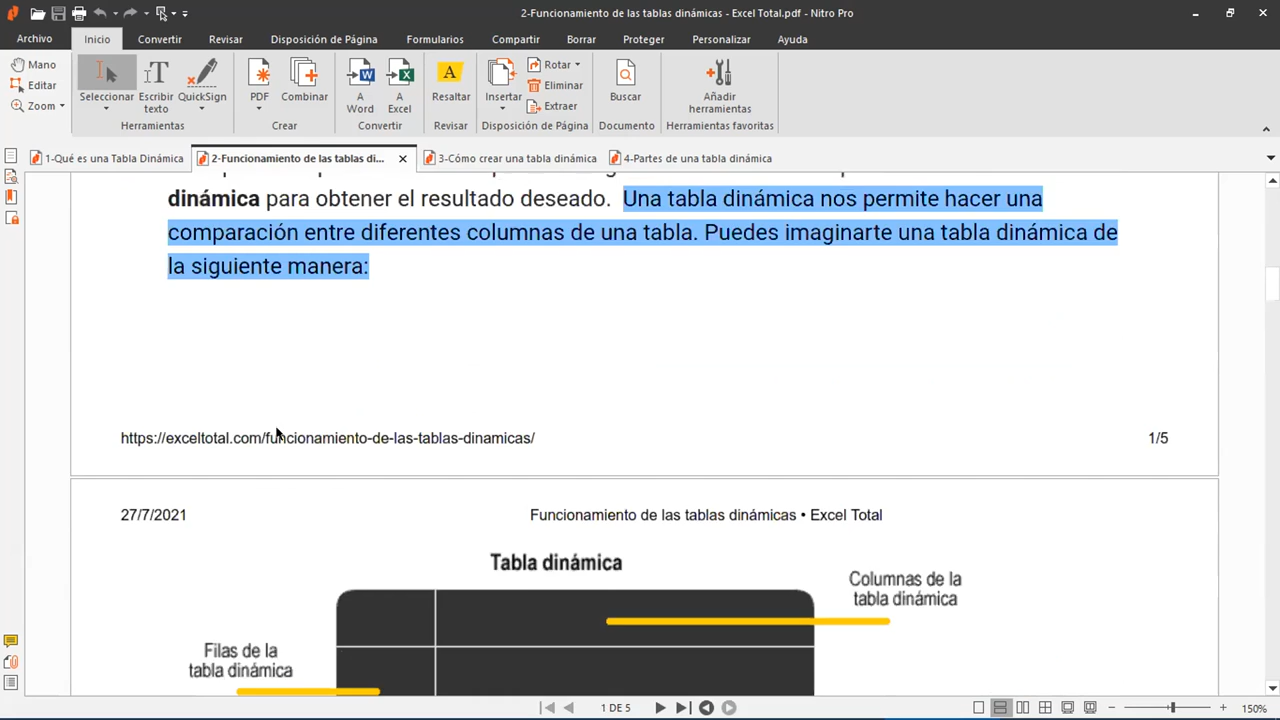 2-Funcionamiento de las tablas dinámicas - Excel Total.pdf - Nitro Pro
Archivo Inicio Convertir Revisar Disposición de Página Formularios Compartir Borrar Proteger Personalizar Ayuda
Mano
Editar
Zoom
Seleccionar
Escribir texto
QuickSign
Herramientas
PDF
Combinar
Crear
A Word
A Excel
Convertir
Resaltar
Revisar
Insertar
Rotar
Eliminar
Extraer
Disposición de Página
Buscar
Documento
Añadir herramientas
Herramientas favoritas
1-Qué es una Tabla Dinámica 2-Funcionamiento de las tablas di... 3-Cómo crear una tabla dinámica 4-Partes de una tabla dinámica
dinámica para obtener el resultado deseado. Una tabla dinámica nos permite hacer una
comparación entre diferentes columnas de una tabla. Puedes imaginarte una tabla dinámica de
la siguiente manera:
https://exceltotal.com/funcionamiento-de-las-tablas-dinamicas/ 1/5
27/7/2021 Funcionamiento de las tablas dinámicas • Excel Total
Tabla dinámica
Columnas de la
tabla dinámica
Filas de la
tabla dinámica
1 DE 5
150%